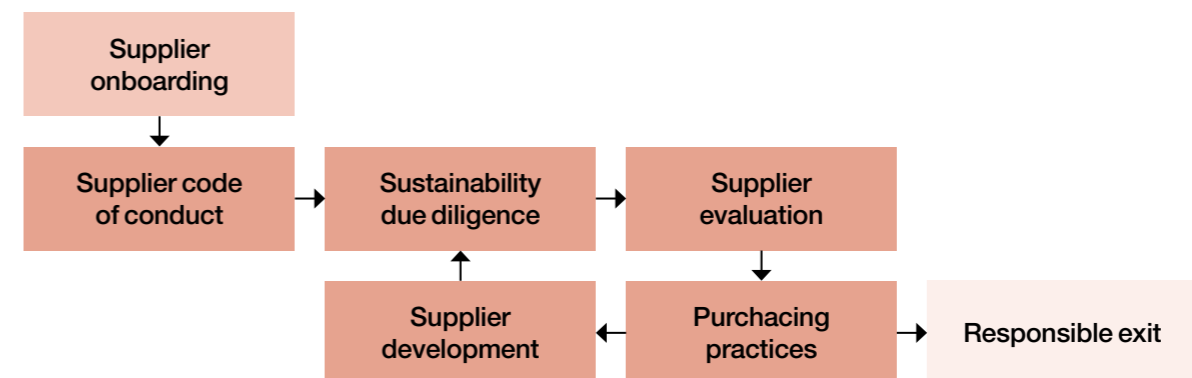 Supplier
onboarding
Supplier code
of conduct
Sustainability
due diligence
Supplier
evaluation
Supplier
development
Purchacing
practices
Responsible exit